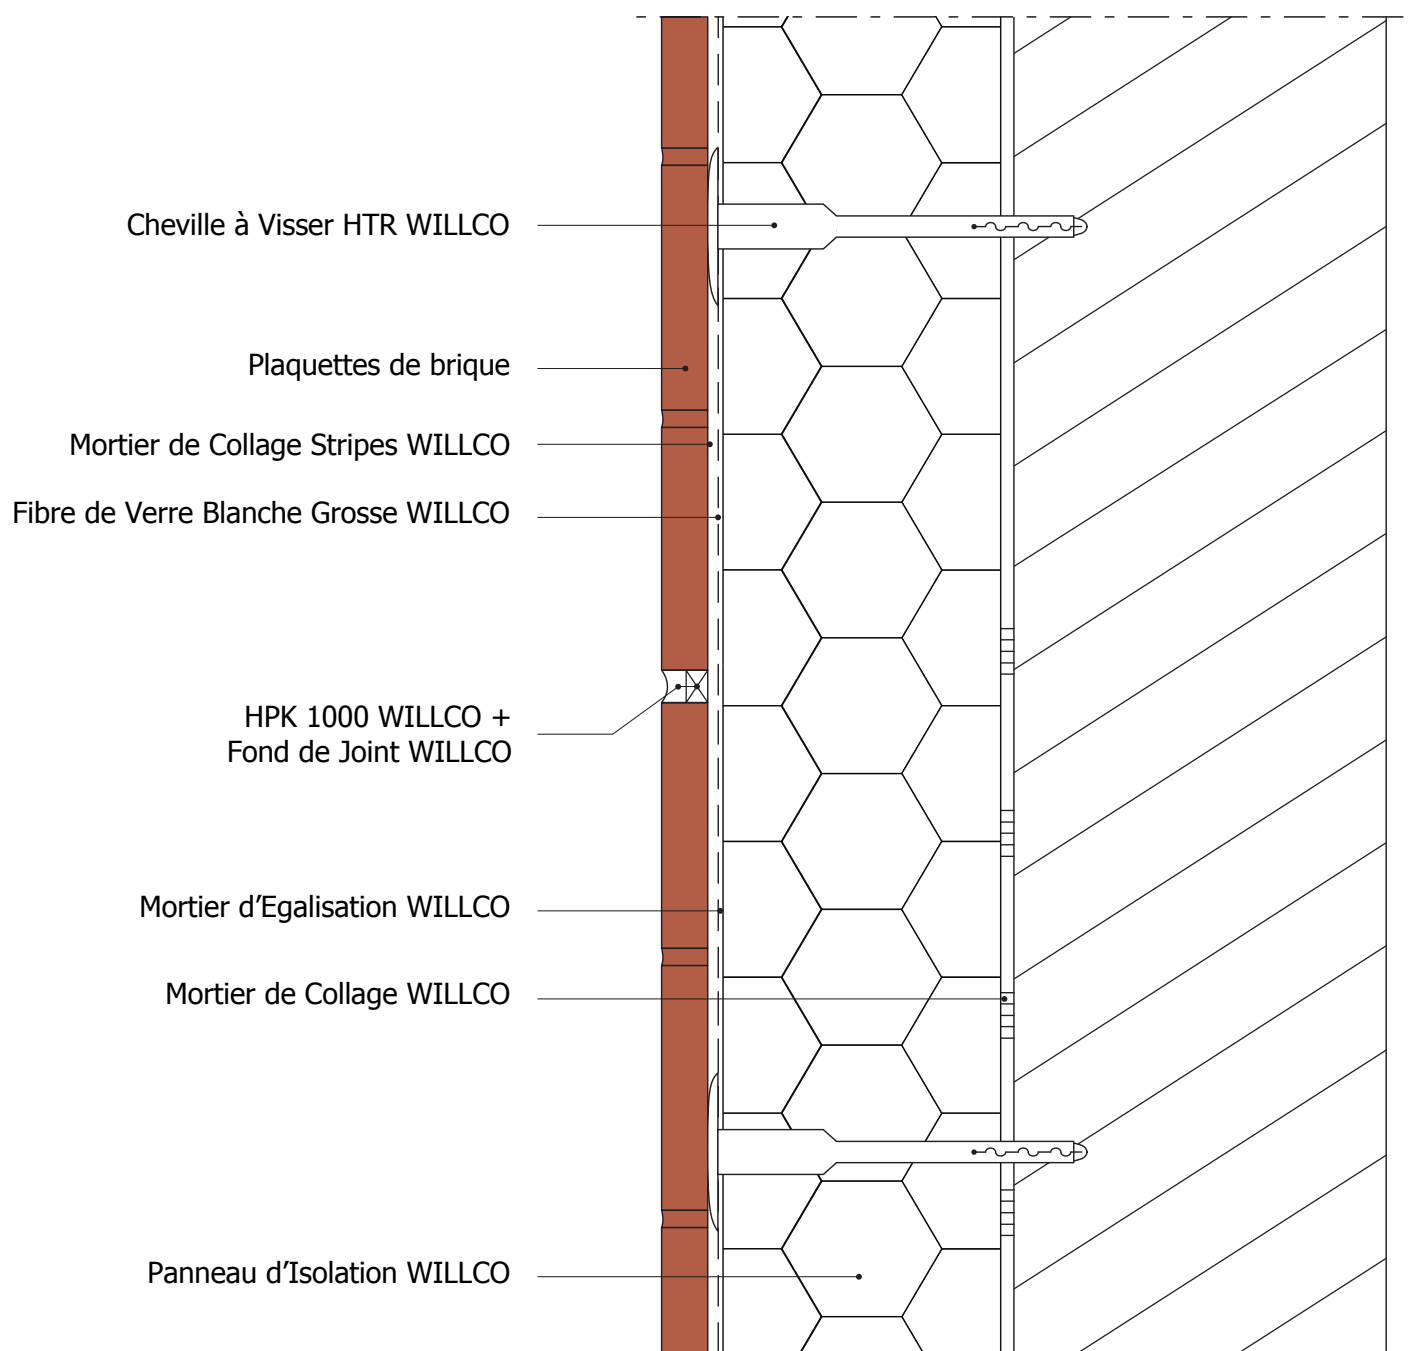 Cheville à Visser HTR WILLCO
Plaquettes de brique
Mortier de Collage Stripes WILLCO
Fibre de Verre Blanche Grosse WILLCO
HPK 1000 WILLCO +
Fond de Joint WILLCO
Mortier d’Egalisation WILLCO
Mortier de Collage WILLCO
Panneau d’Isolation WILLCO